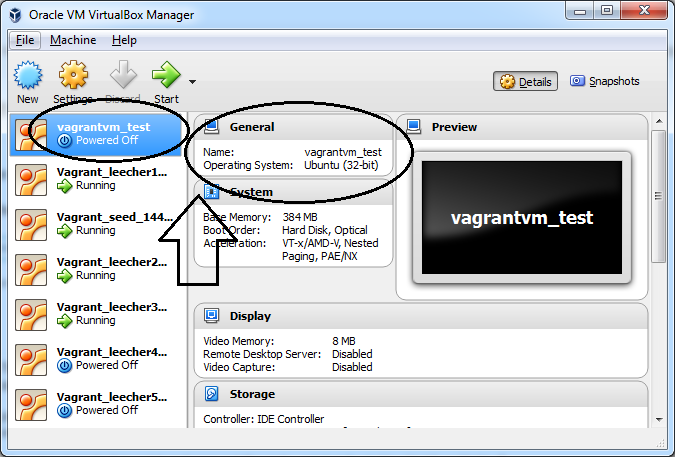 Oracle VM VirtualBox Manager
File Machine Help
New Settings Discard Start
Details Snapshots
vagrantvm_test
Powered Off
Vagrant_leecher1...
Running
Vagrant_seed_144...
Running
Vagrant_leecher2...
Running
Vagrant_leecher3...
Running
Vagrant_leecher4...
Powered Off
Vagrant_leecher5...
Powered Off
General
Name: vagrantvm_test
Operating System: Ubuntu (32-bit)
System
Base Memory: 384 MB
Boot Order: Hard Disk, Optical
Acceleration: VT-x/AMD-V, Nested
Paging, PAE/NX
Preview
vagrantvm_test
Display
Video Memory: 8 MB
Remote Desktop Server: Disabled
Video Capture: Disabled
Storage
Controller: IDE Controller